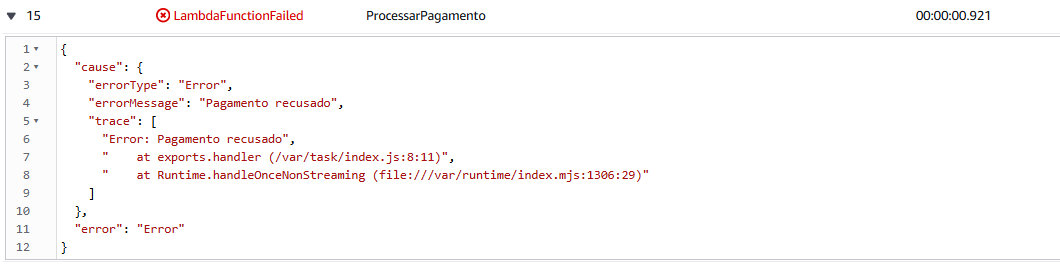 15 LambdaFunctionFailed ProcessarPagamento 00:00:00.921
1 {
2 "cause": {
3 "errorType": "Error",
4 "errorMessage": "Pagamento recusado",
5 "trace": [
6 "Error: Pagamento recusado",
7 "    at exports.handler (/var/task/index.js:8:11)",
8 "    at Runtime.handleOnceNonStreaming (file:///var/runtime/index.mjs:1306:29)"
9 ]
10 },
11 "error": "Error"
12 }